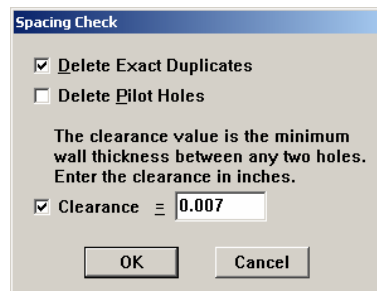 Spacing Check
Delete Exact Duplicates
Delete Pilot Holes
The clearance value is the minimum
wall thickness between any two holes.
Enter the clearance in inches.
Clearance = 0.007
OK Cancel